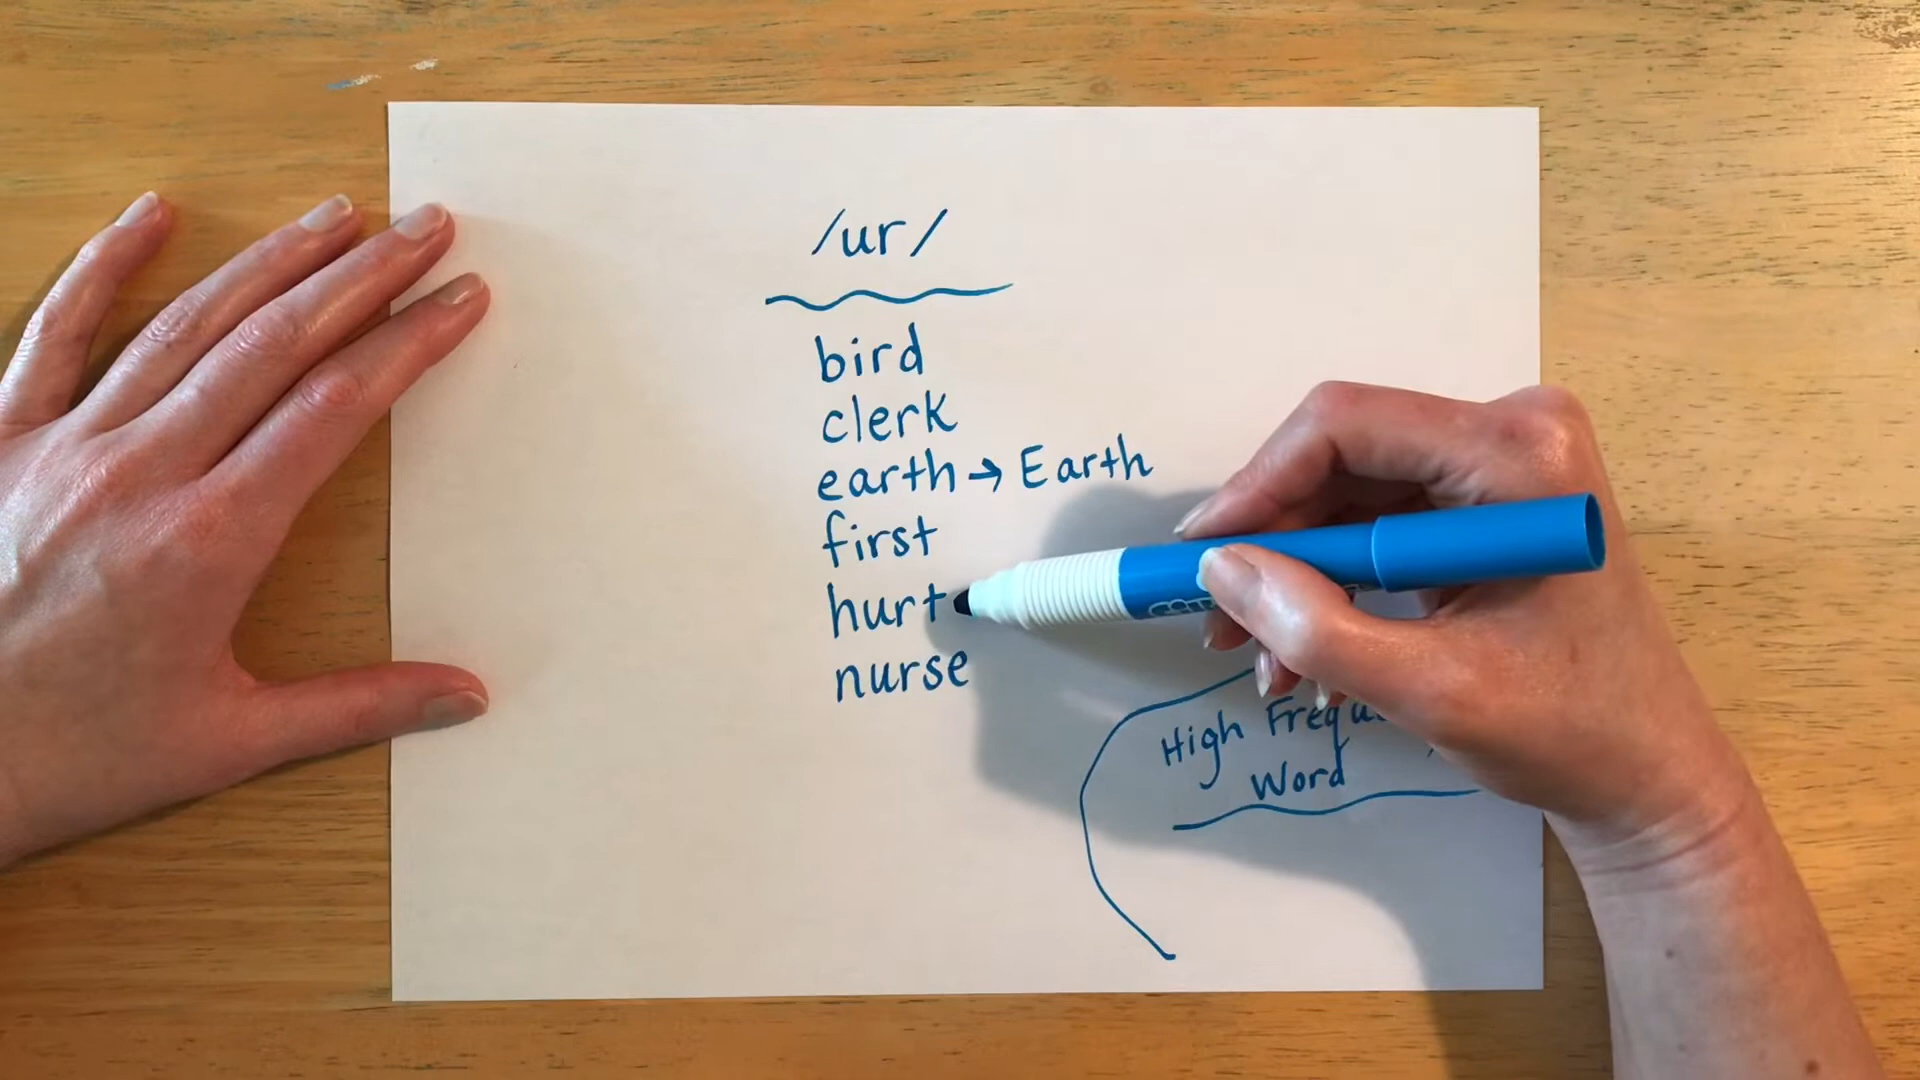 /ur/
bird
clerk
earth → Earth
first
hurt
nurse
High
Word